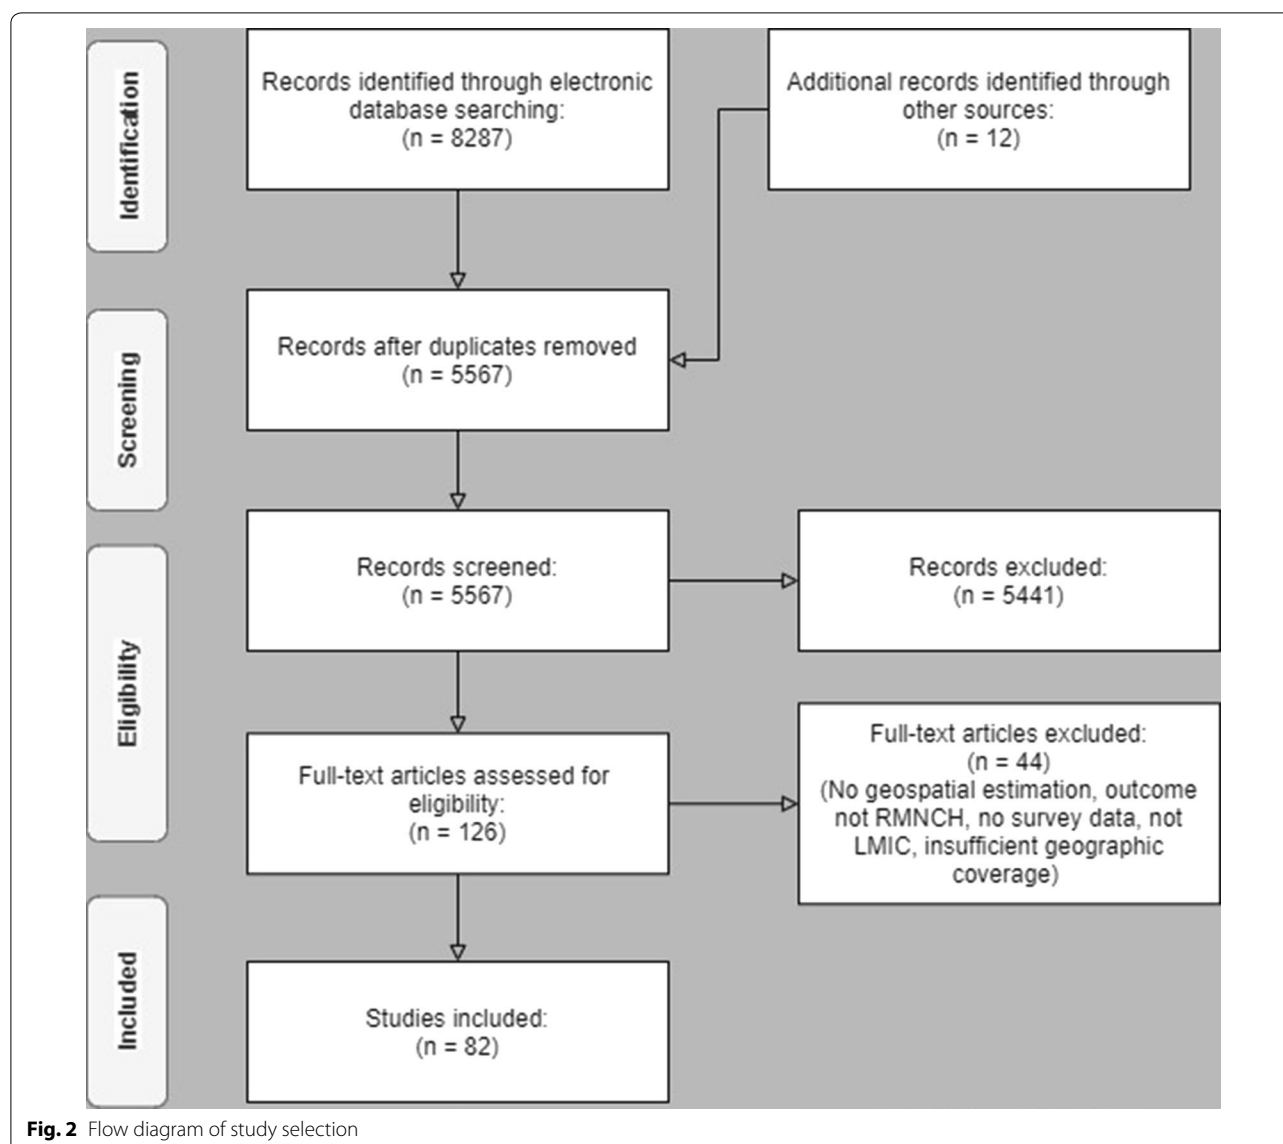 Identification
Records identified through electronic
database searching:
(n = 8287)
Additional records identified through
other sources:
(n = 12)
Screening
Records after duplicates removed
(n = 5567)
Eligibility
Records screened:
(n = 5567)
Records excluded:
(n = 5441)
Full-text articles assessed for
eligibility:
(n = 126)
Full-text articles excluded:
(n = 44)
(No geospatial estimation, outcome
not RMNCH, no survey data, not
LMIC, insufficient geographic
coverage)
Included
Studies included:
(n = 82)
Fig. 2 Flow diagram of study selection